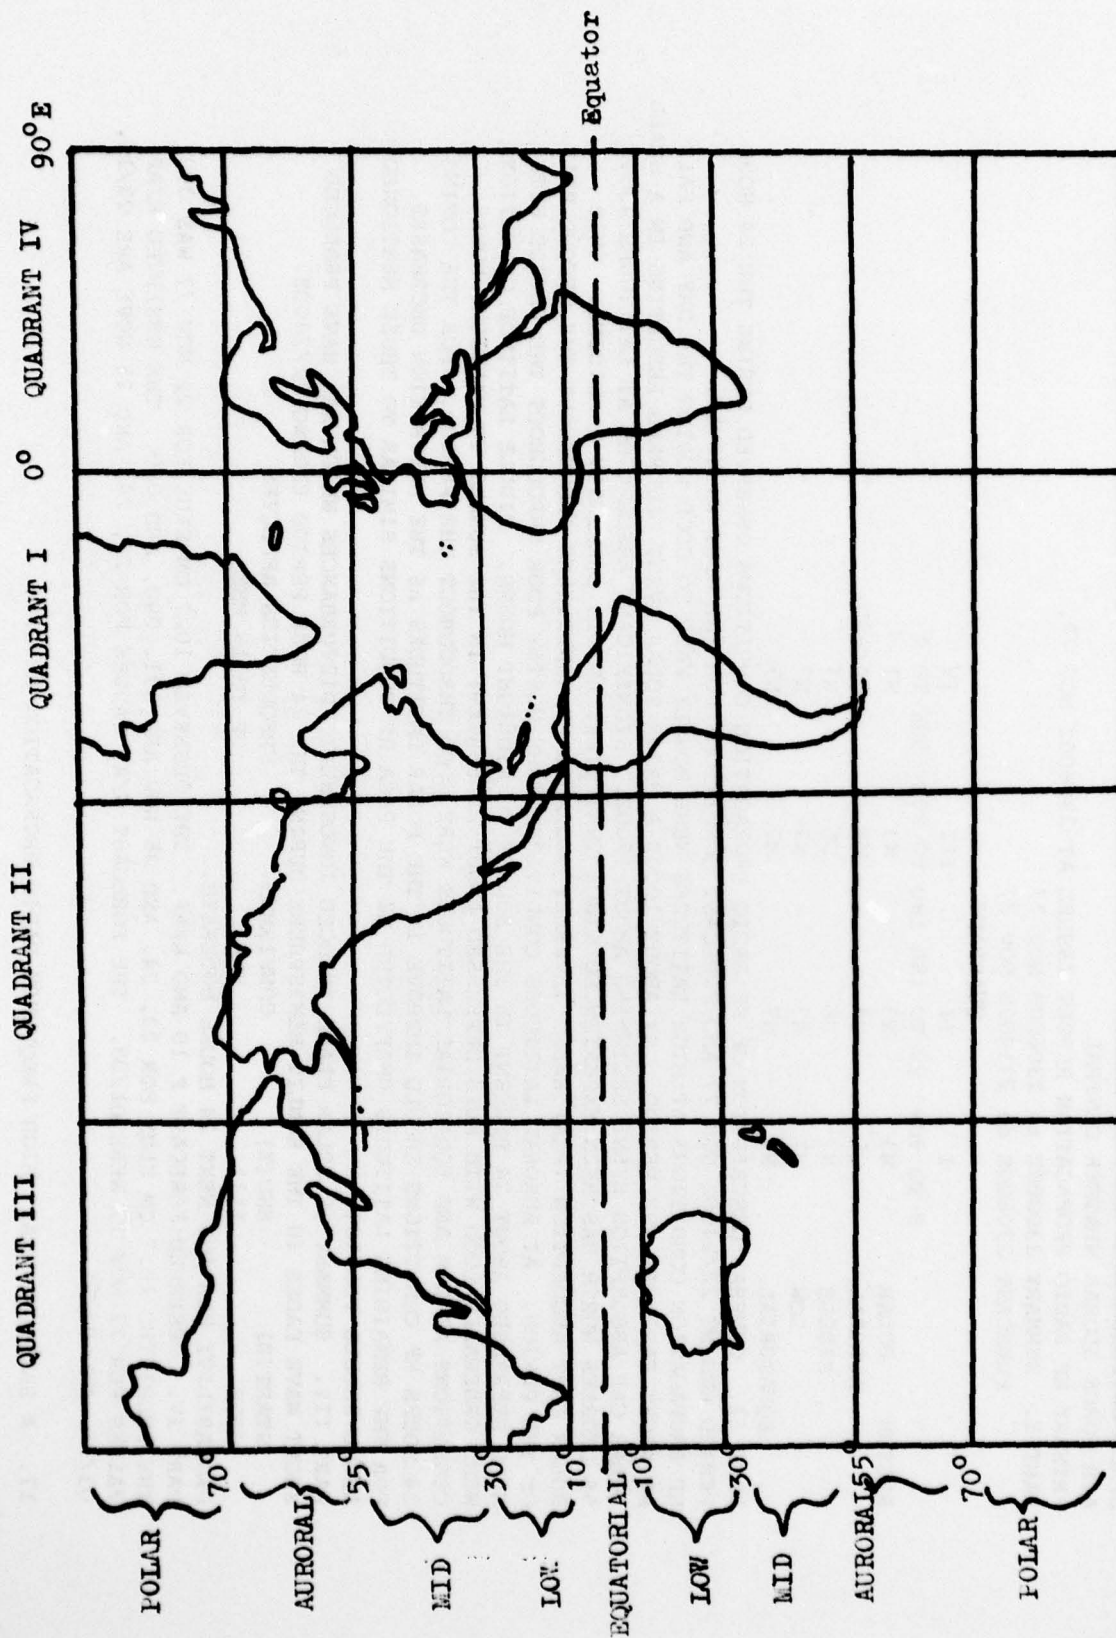 QUADRANT III QUADRANT II QUADRANT I 0° QUADRANT IV 90°E
POLAR
70°
AURORAL
55°
MID
30°
LOW
10°
EQUATORIAL
Equator
10°
LOW
30°
MID
55°
AURORAL
70°
POLAR